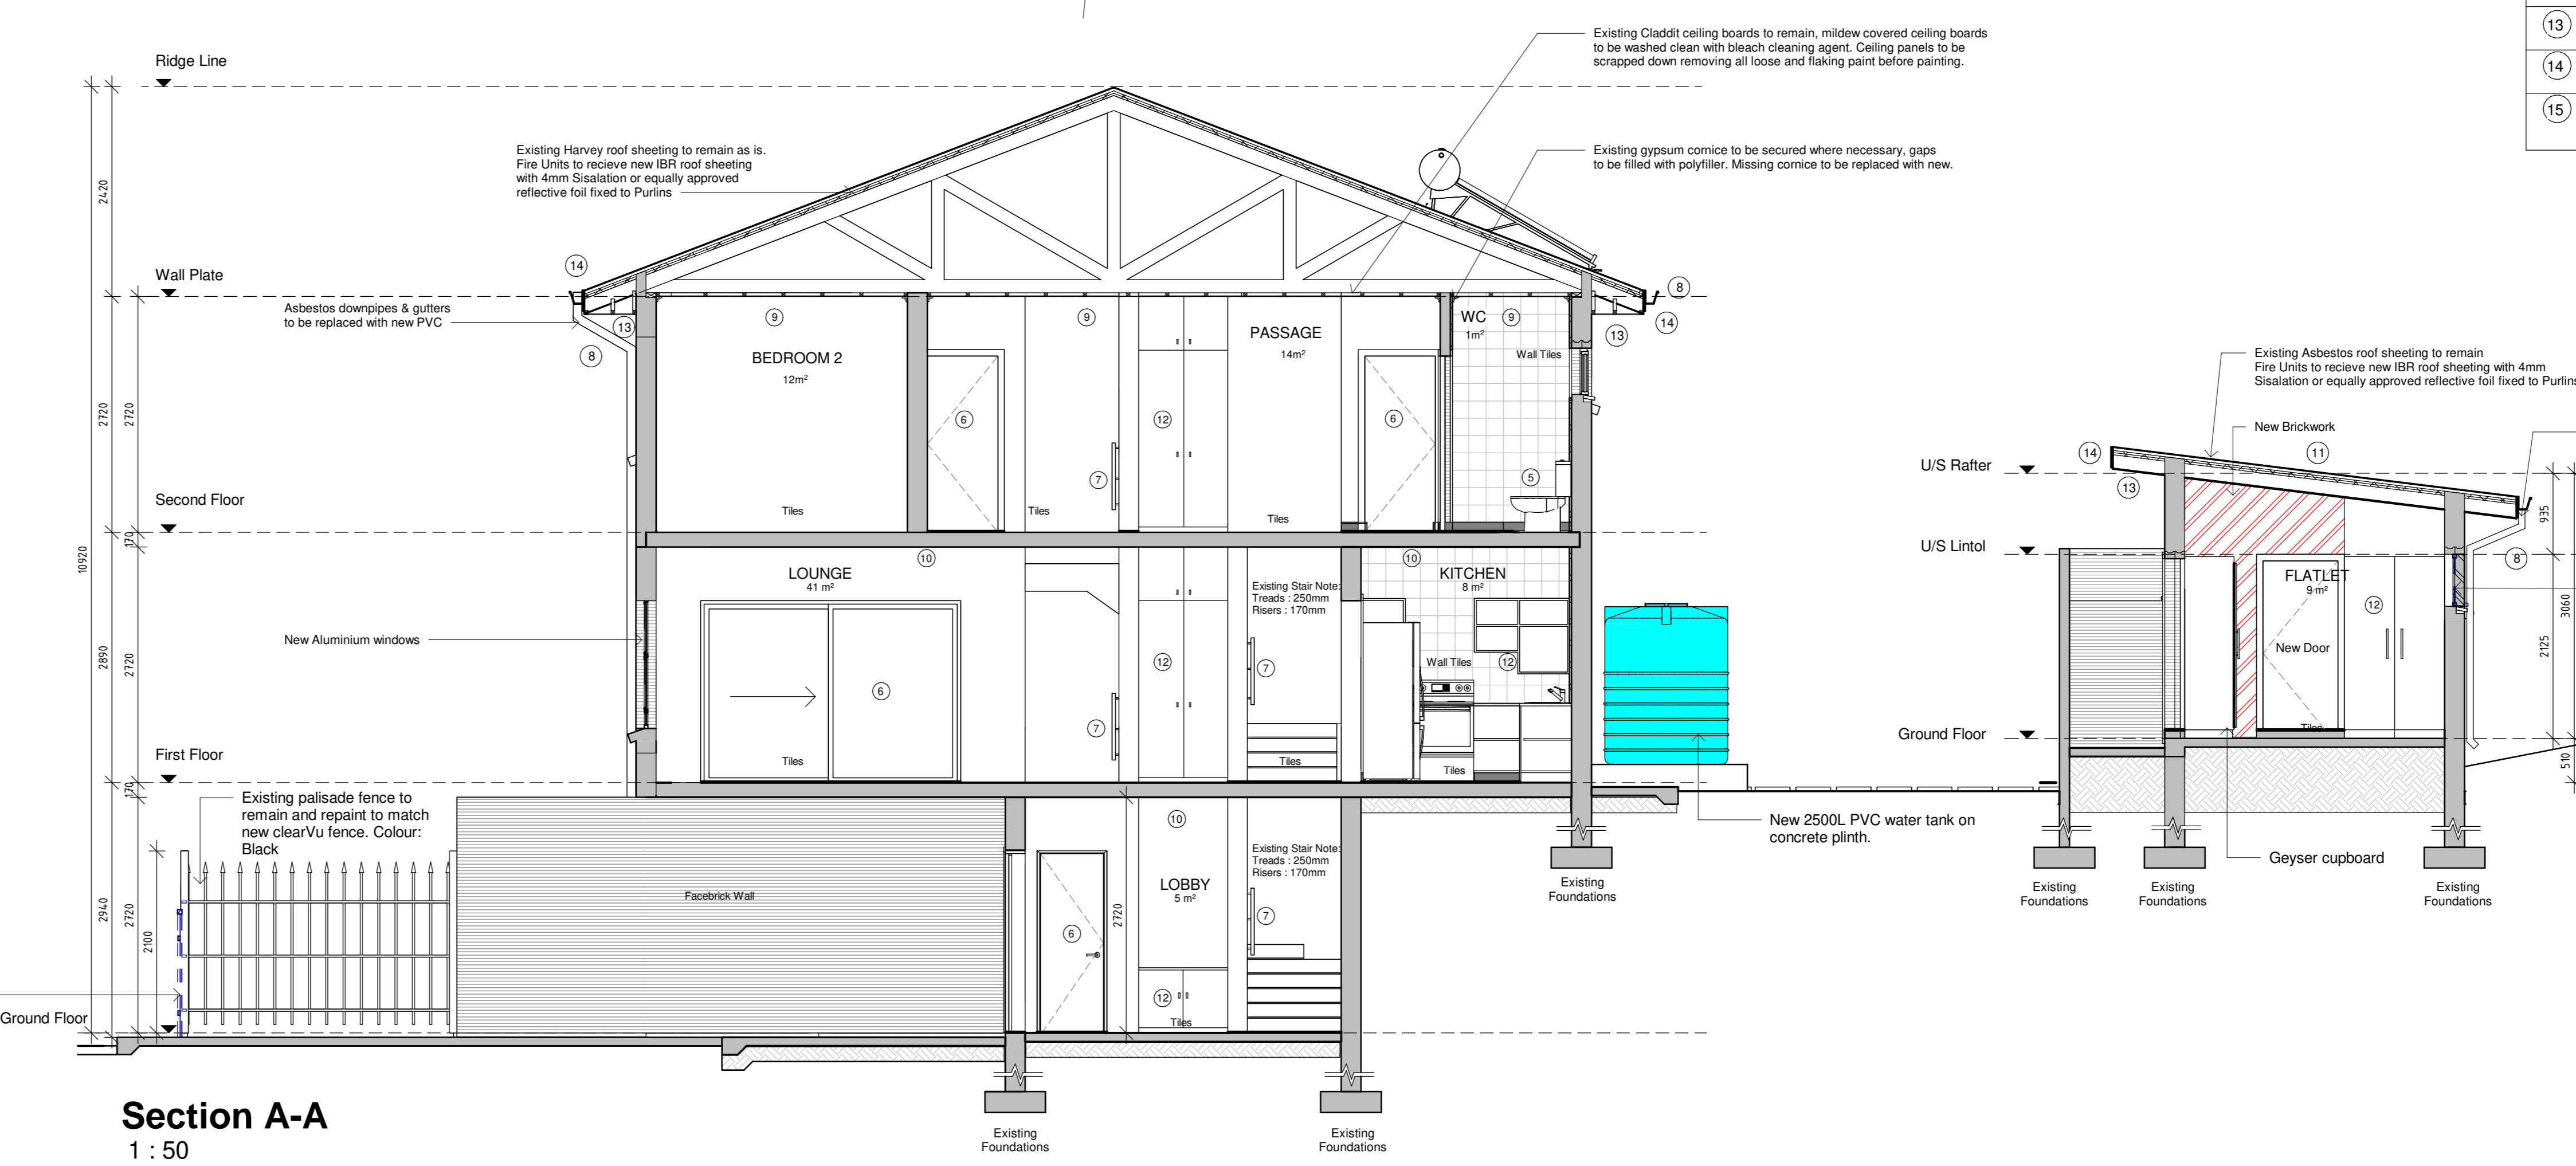 Existing Claddit ceiling boards to remain, mildew covered ceiling boards
to be washed clean with bleach cleaning agent. Ceiling panels to be
scrapped down removing all loose and flaking paint before painting.
13
14
15
Ridge Line
Existing Harvey roof sheeting to remain as is.
Fire Units to recieve new IBR roof sheeting
with 4mm Sisalation or equally approved
reflective foil fixed to Purlins
Existing gypsum cornice to be secured where necessary, gaps
to be filled with polyfiller. Missing cornice to be replaced with new.
2420
Wall Plate
14
8
Asbestos downpipes & gutters
to be replaced with new PVC
13
8
13
14
9
BEDROOM 2
12m²
Tiles
9
6
Tiles
7
12
PASSAGE
14m²
Tiles
6
WC
9
1m²
Wall Tiles
5
2720
2720
Second Floor
170
10920
10
LOUNGE
41 m²
6
Tiles
New Aluminium windows
7
12
Existing Stair Note:
Treads : 250mm
Risers : 170mm
7
Tiles
10
KITCHEN
8 m²
Wall Tiles
12
Tiles
2890
2720
First Floor
170
Existing palisade fence to
remain and repaint to match
new clearVu fence. Colour:
Black
2940
2720
2100
Facebrick Wall
Ground Floor
10
LOBBY
5 m²
6
2720
12
Tiles
Existing Stair Note:
Treads : 250mm
Risers : 170mm
7
New 2500L PVC water tank on
concrete plinth.
Existing
Foundations
Existing
Foundations
Existing
Foundations
Existing Asbestos roof sheeting to remain
Fire Units to recieve new IBR roof sheeting with 4mm
Sisalation or equally approved reflective foil fixed to Purlins
New Brickwork
11
14
13
U/S Rafter
U/S Lintol
Ground Floor
FLATLET
9 m²
12
New Door
Tiles
8
935
2125
3060
510
Geyser cupboard
Existing
Foundations
Existing
Foundations
Existing
Foundations
Section A-A
1 : 50